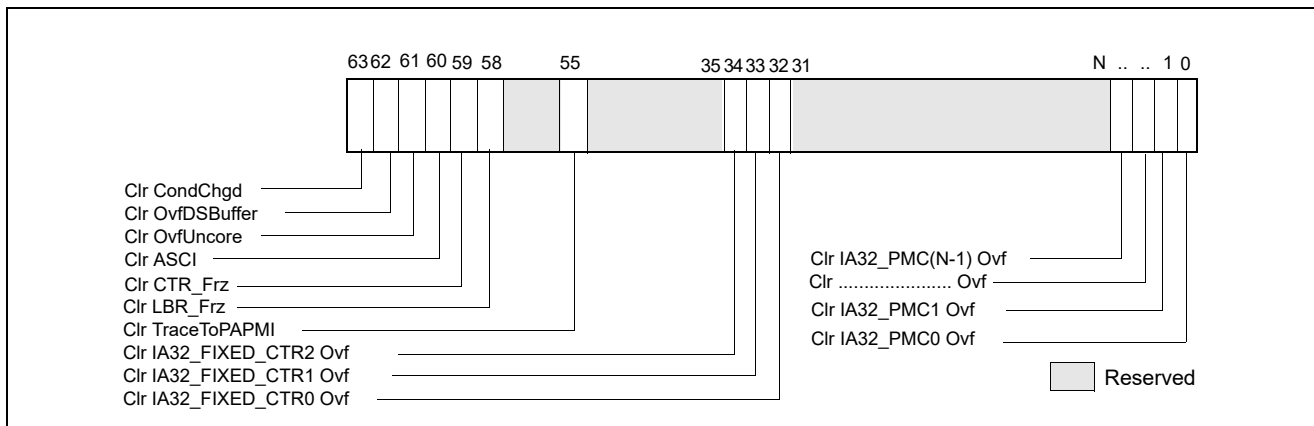 63 62 61 60 59 58 55 35 34 33 32 31 N .. .. 1 0
Clr CondChgd
Clr OvfDSBuffer
Clr OvfUncore
Clr ASCI
Clr CTR_Frz
Clr LBR_Frz
Clr TraceToPAPMI
Clr IA32_FIXED_CTR2 Ovf
Clr IA32_FIXED_CTR1 Ovf
Clr IA32_FIXED_CTR0 Ovf
Clr IA32_PMC(N-1) Ovf
Clr ...................... Ovf
Clr IA32_PMC1 Ovf
Clr IA32_PMC0 Ovf
Reserved